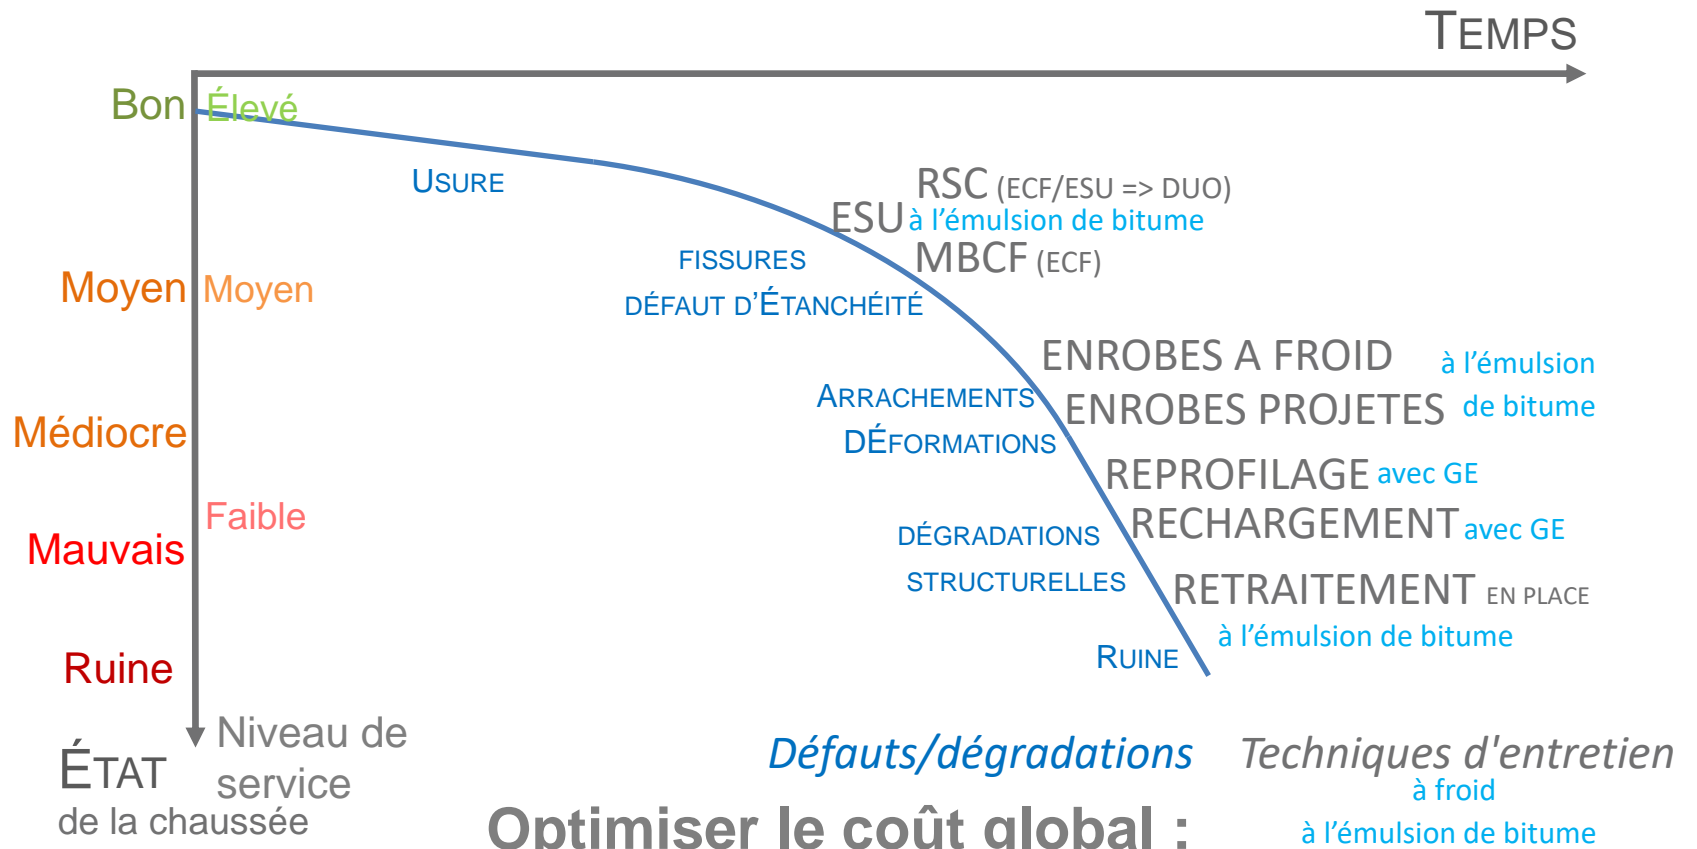 TEMPS
Bon Élevé
USURE
RSC (ECF/ESU => DUO)
ESU à l’émulsion de bitume
MBCF (ECF)
FISSURES
DÉFAUT D’ÉTANCHÉITÉ
Moyen Moyen
ENROBES A FROID à l’émulsion
ENROBES PROJETES de bitume
ARRACHEMENTS
DÉFORMATIONS
Médiocre
REPROFILAGE avec GE
RECHARGEMENT avec GE
Faible
Mauvais
DÉGRADATIONS
STRUCTURELLES
RETRAITEMENT EN PLACE
à l’émulsion de bitume
RUINE
Ruine
Niveau de
service
ÉTAT
de la chaussée
Défauts/dégradations Techniques d'entretien
à froid
à l’émulsion de bitume
Optimiser le coût global :